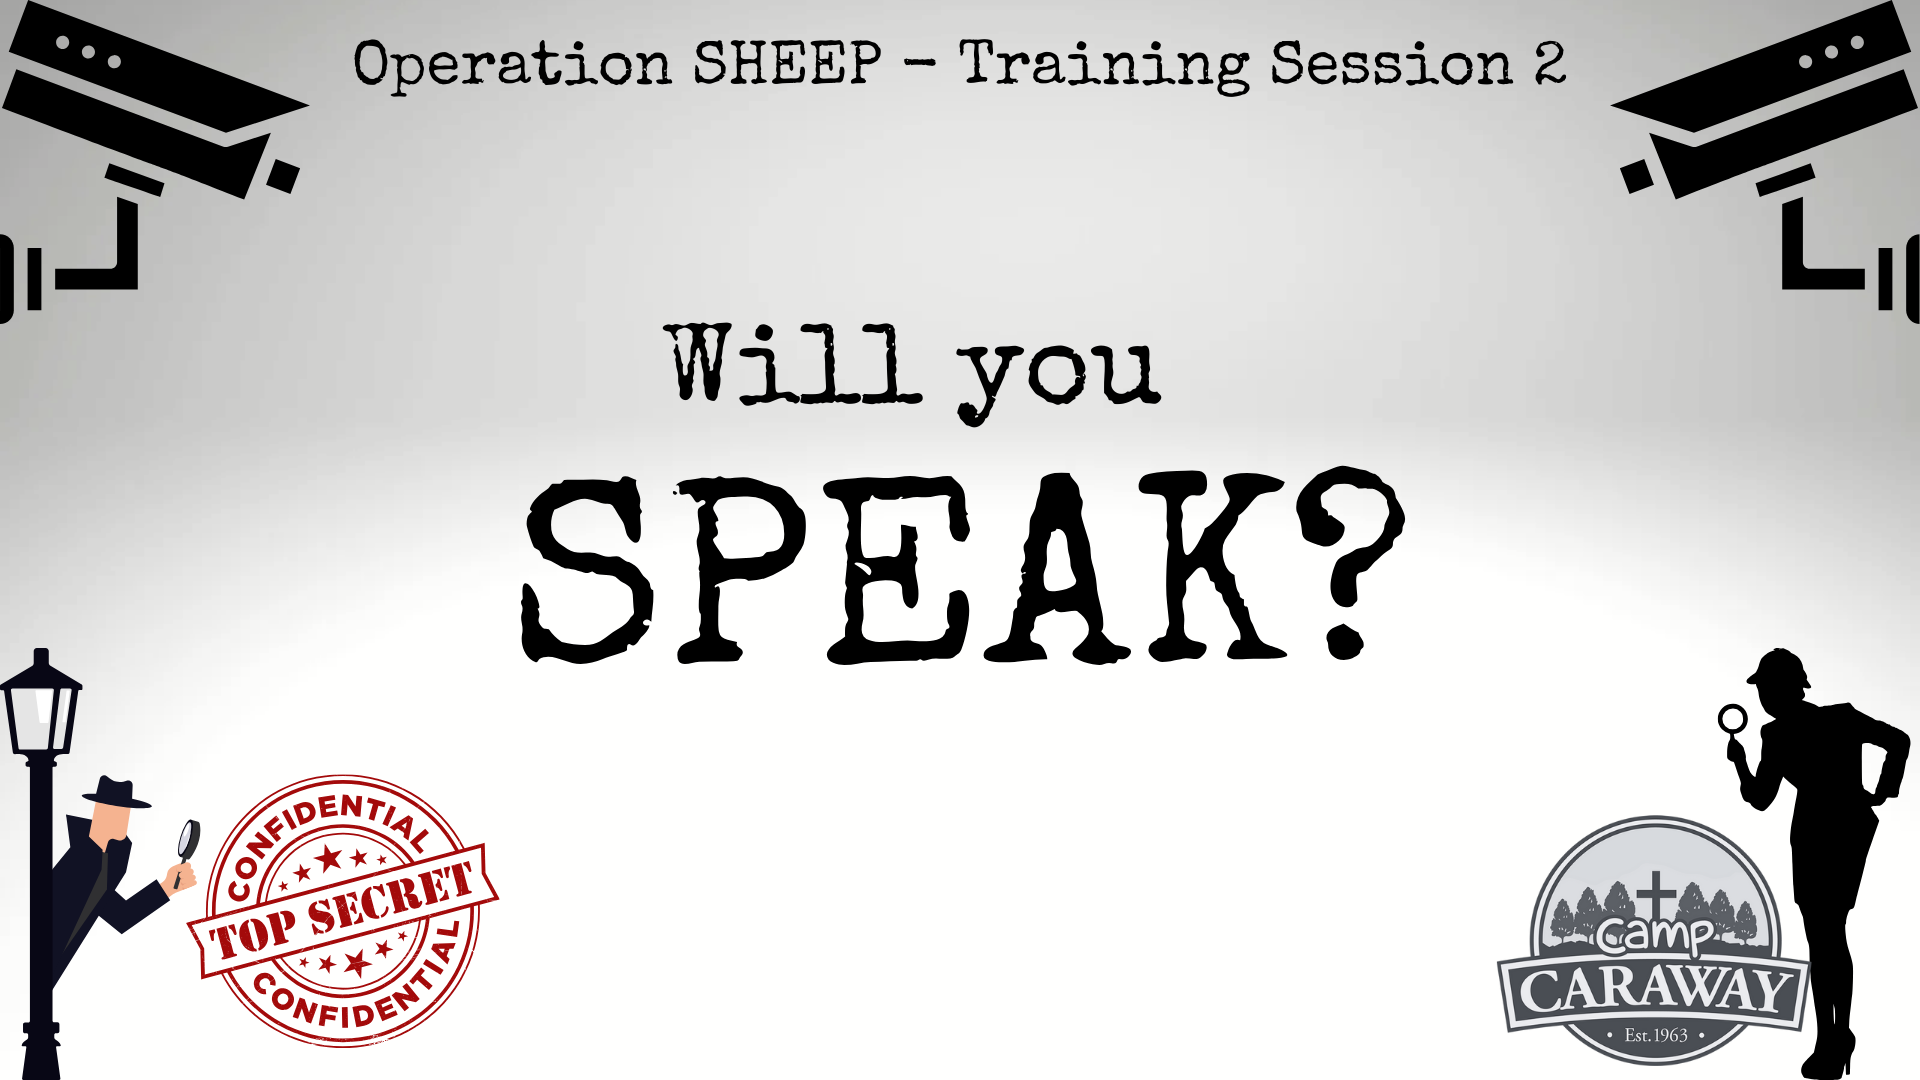 Operation SHEEP - Training Session 2
Will you
SPEAK?
CONFIDENTIAL
TOP SECRET
CONFIDENTIAL
Camp
CARAWAY
• Est.1963 •